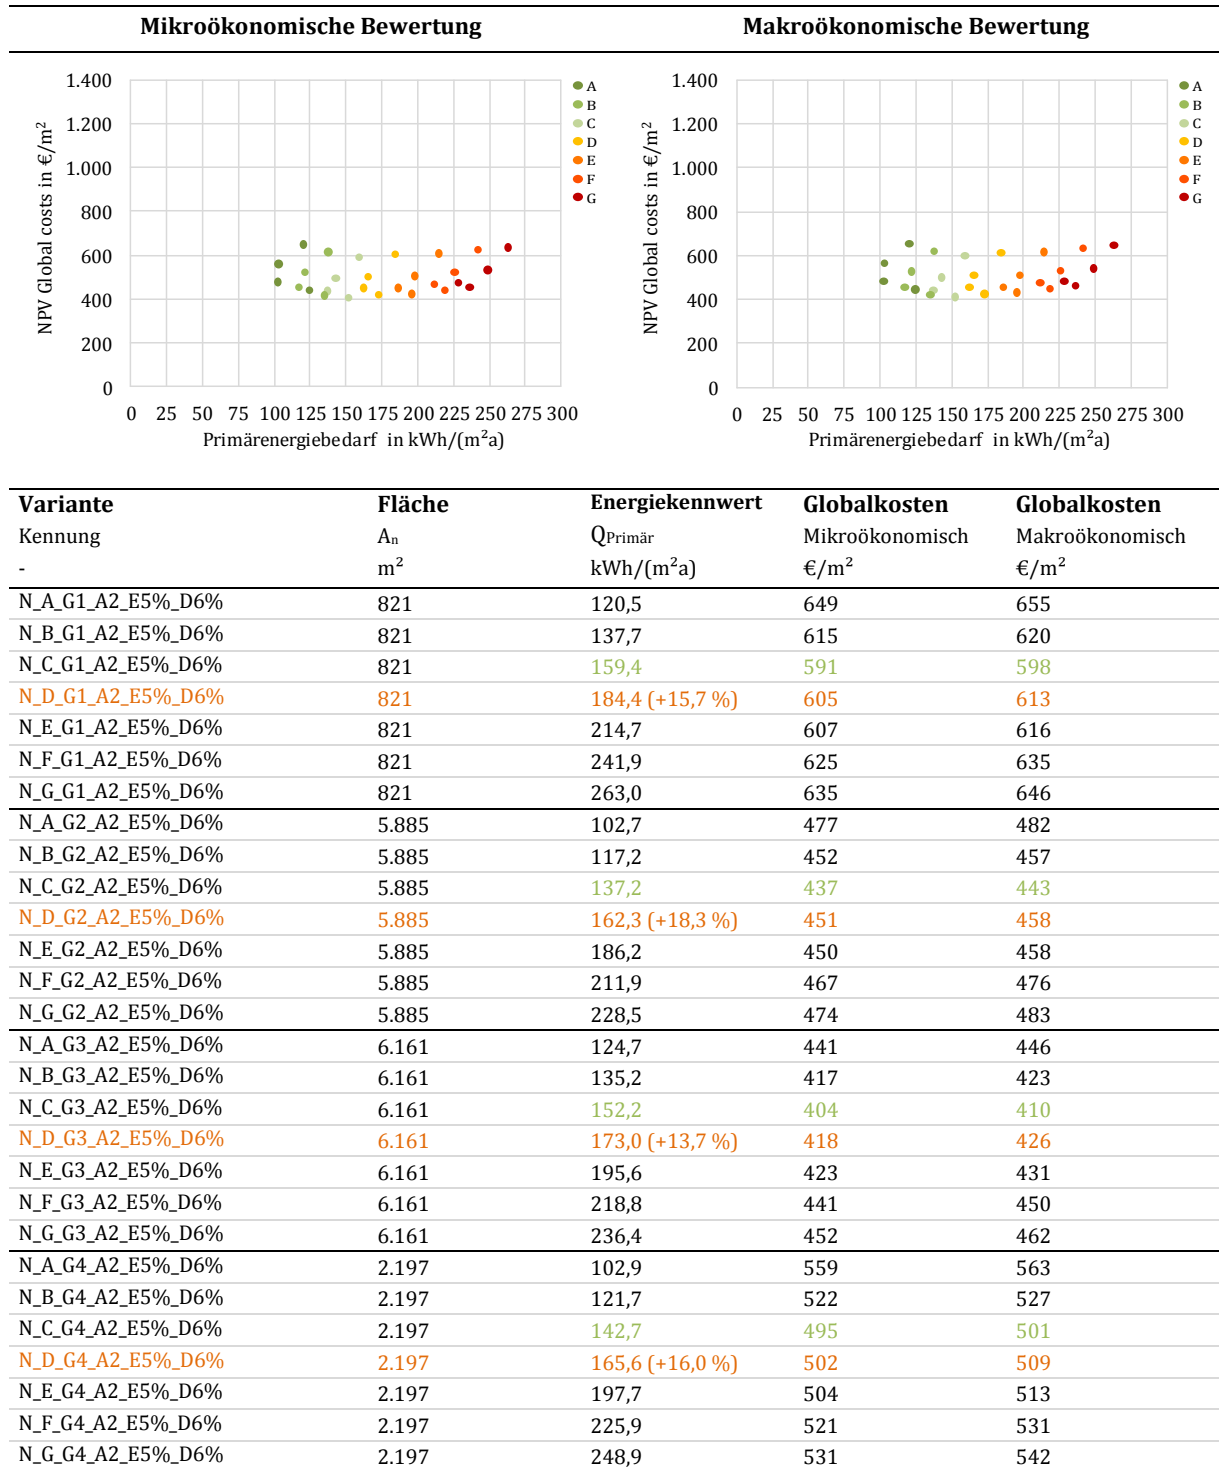 Mikroökonomische Bewertung
Makroökonomische Bewertung
NPV Global costs in €/m²
1.400
1.200
1.000
800
600
400
200
0
0 25 50 75 100 125 150 175 200 225 250 275 300
Primärenergiebedarf in kWh/(m²a)
A
B
C
D
E
F
G
NPV Global costs in €/m²
1.400
1.200
1.000
800
600
400
200
0
0 25 50 75 100 125 150 175 200 225 250 275 300
Primärenergiebedarf in kWh/(m²a)
A
B
C
D
E
F
G
Variante Fläche Energiekennwert Globalkosten Globalkosten
Kennung Aₙ QPrimär Mikroökonomisch Makroökonomisch
- m² kWh/(m²a) €/m² €/m²
N_A_G1_A2_E5%_D6% 821 120,5 649 655
N_B_G1_A2_E5%_D6% 821 137,7 615 620
N_C_G1_A2_E5%_D6% 821 159,4 591 598
N_D_G1_A2_E5%_D6% 821 184,4 (+15,7 %) 605 613
N_E_G1_A2_E5%_D6% 821 214,7 607 616
N_F_G1_A2_E5%_D6% 821 241,9 625 635
N_G_G1_A2_E5%_D6% 821 263,0 635 646
N_A_G2_A2_E5%_D6% 5.885 102,7 477 482
N_B_G2_A2_E5%_D6% 5.885 117,2 452 457
N_C_G2_A2_E5%_D6% 5.885 137,2 437 443
N_D_G2_A2_E5%_D6% 5.885 162,3 (+18,3 %) 451 458
N_E_G2_A2_E5%_D6% 5.885 186,2 450 458
N_F_G2_A2_E5%_D6% 5.885 211,9 467 476
N_G_G2_A2_E5%_D6% 5.885 228,5 474 483
N_A_G3_A2_E5%_D6% 6.161 124,7 441 446
N_B_G3_A2_E5%_D6% 6.161 135,2 417 423
N_C_G3_A2_E5%_D6% 6.161 152,2 404 410
N_D_G3_A2_E5%_D6% 6.161 173,0 (+13,7 %) 418 426
N_E_G3_A2_E5%_D6% 6.161 195,6 423 431
N_F_G3_A2_E5%_D6% 6.161 218,8 441 450
N_G_G3_A2_E5%_D6% 6.161 236,4 452 462
N_A_G4_A2_E5%_D6% 2.197 102,9 559 563
N_B_G4_A2_E5%_D6% 2.197 121,7 522 527
N_C_G4_A2_E5%_D6% 2.197 142,7 495 501
N_D_G4_A2_E5%_D6% 2.197 165,6 (+16,0 %) 502 509
N_E_G4_A2_E5%_D6% 2.197 197,7 504 513
N_F_G4_A2_E5%_D6% 2.197 225,9 521 531
N_G_G4_A2_E5%_D6% 2.197 248,9 531 542